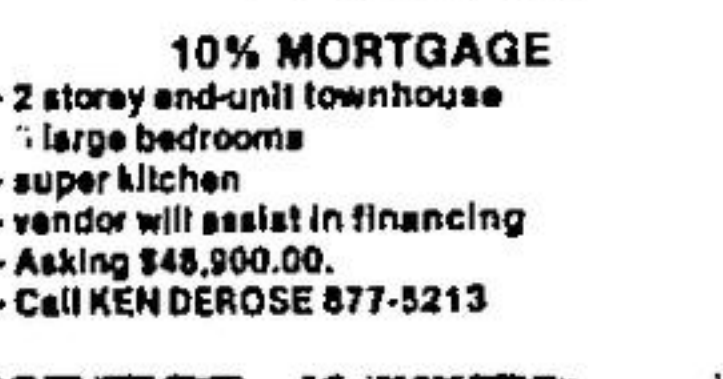 10% MORTGAGE
- 2 storey end-unit townhouse
large bedrooms
- super kitchen
- vendor will assist in financing
- Asking $48,900.00.
- Call KEN DEROSE 877-5213